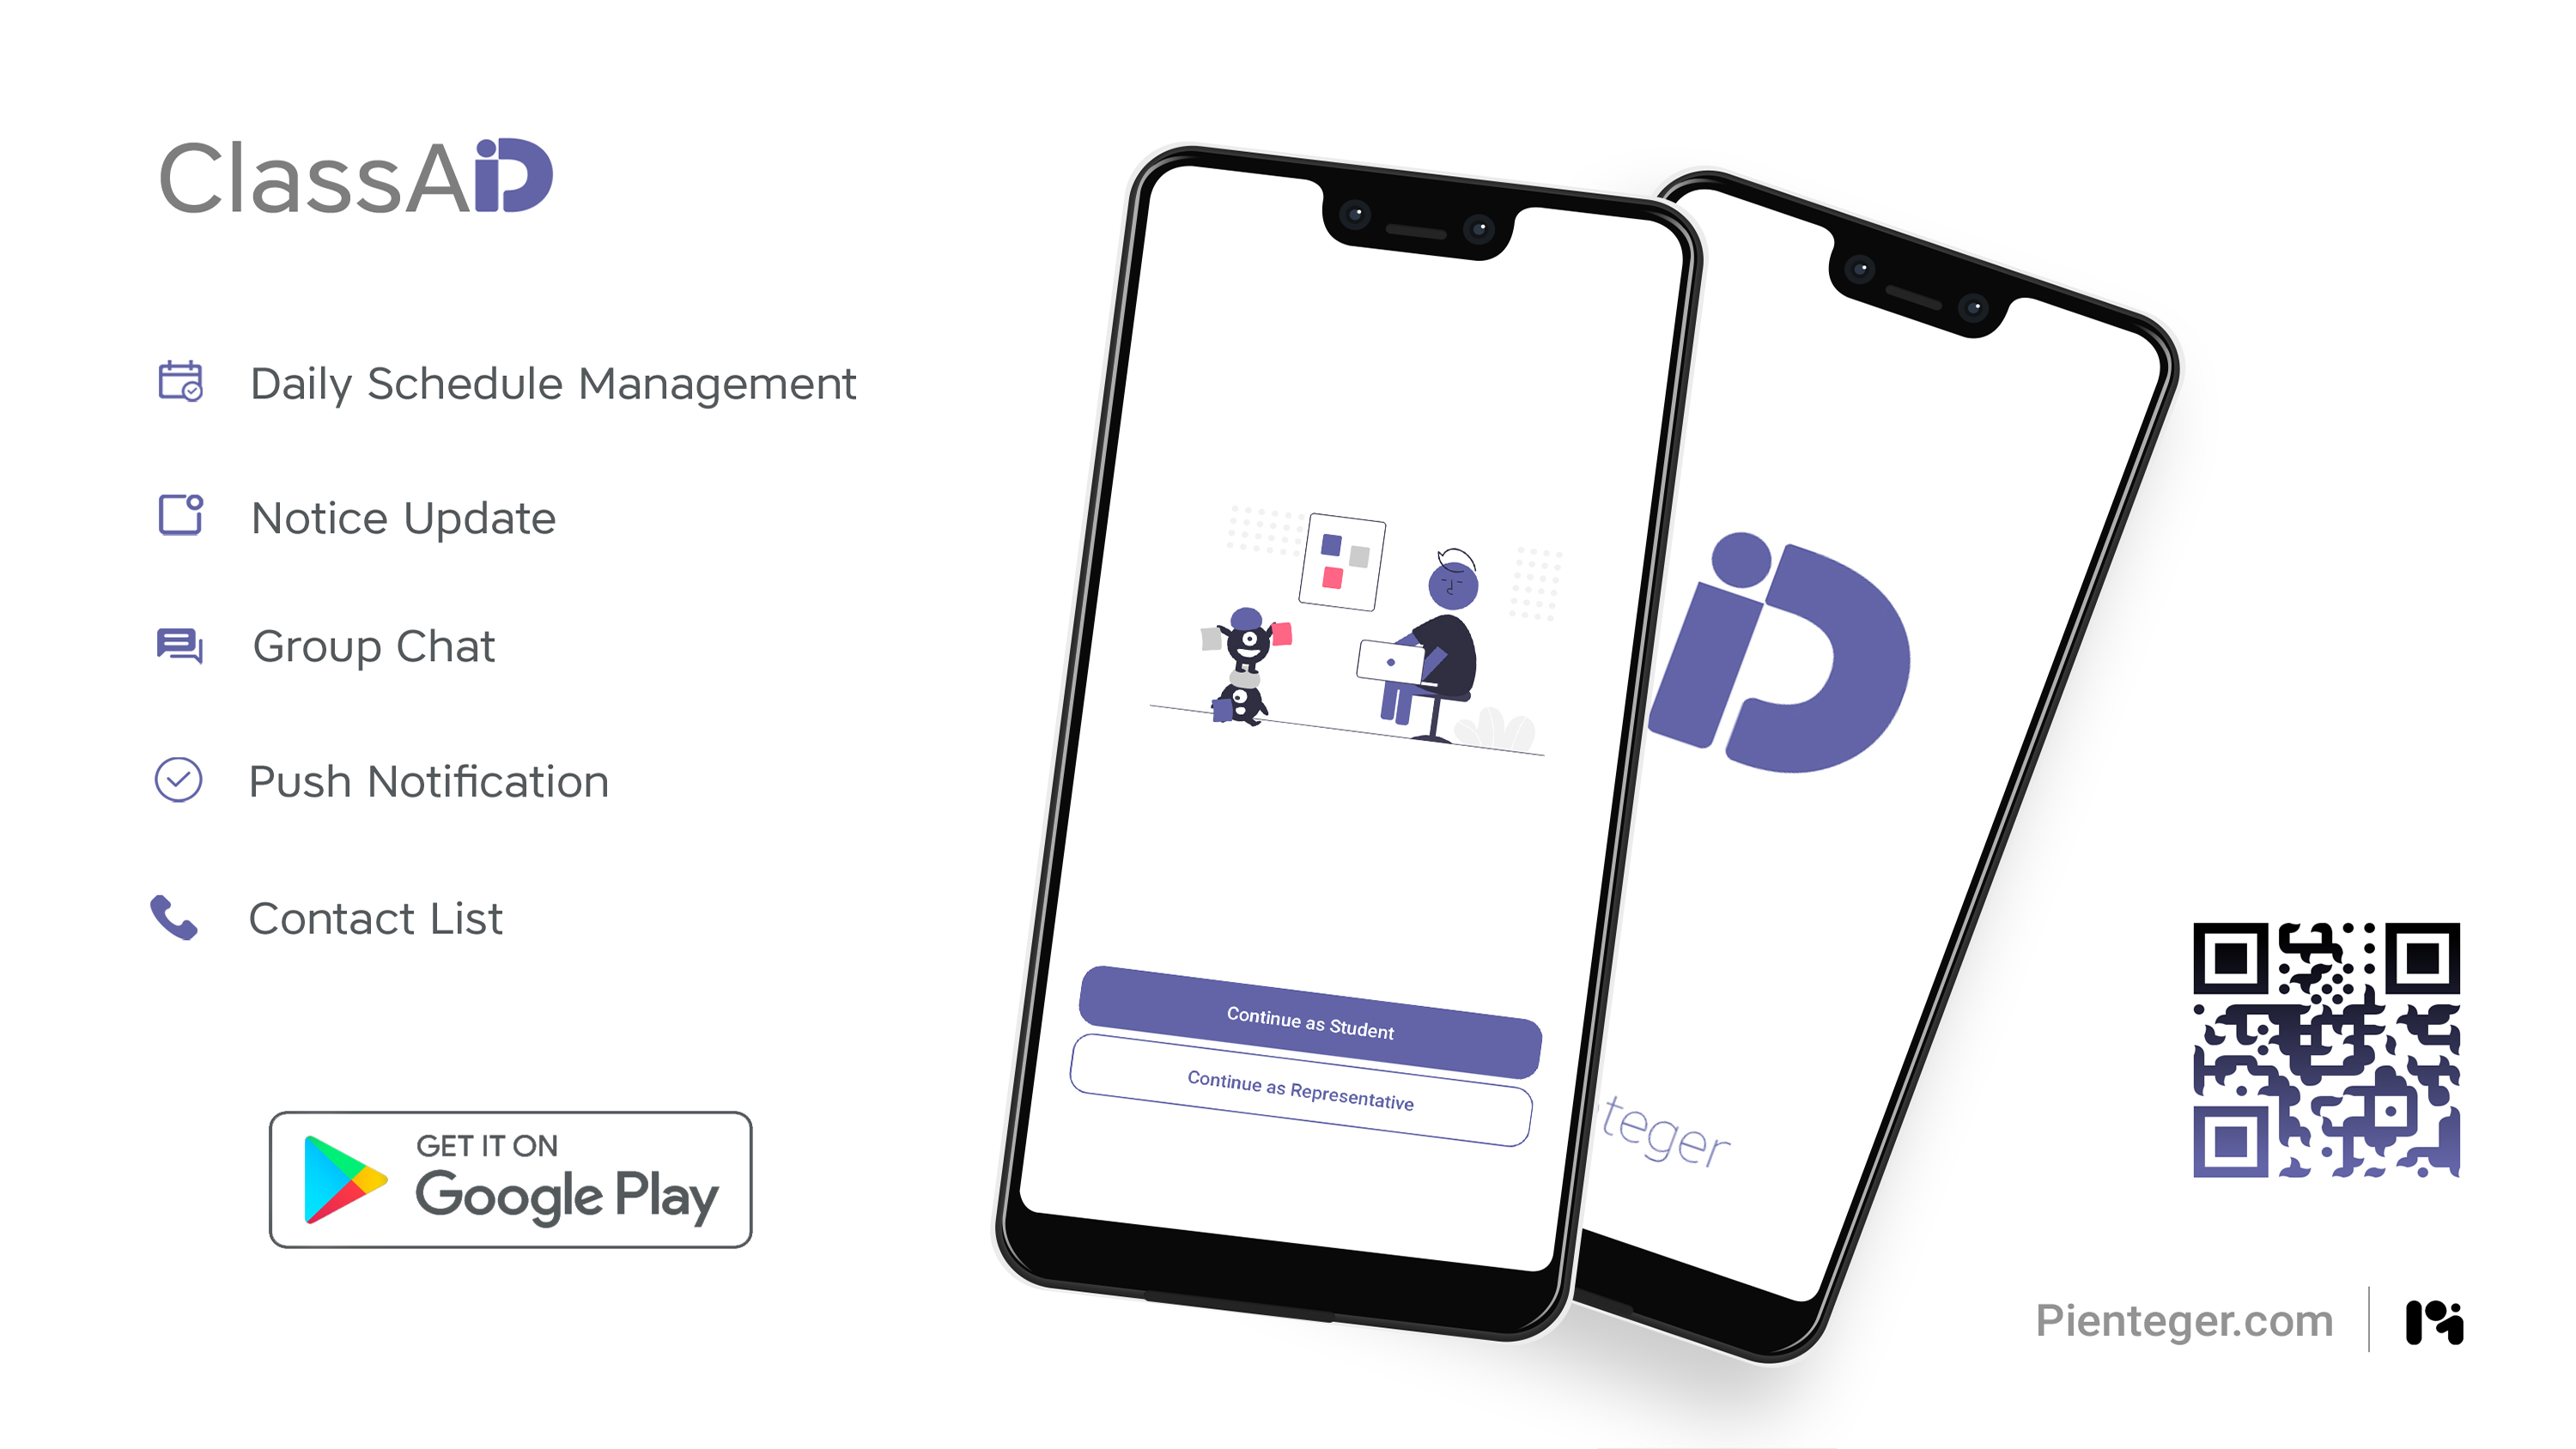 ClassAiD
Daily Schedule Management
Notice Update
Group Chat
Push Notification
Contact List
GET IT ON
Google Play
Continue as Student
Continue as Representative
teger
Pienteger.com